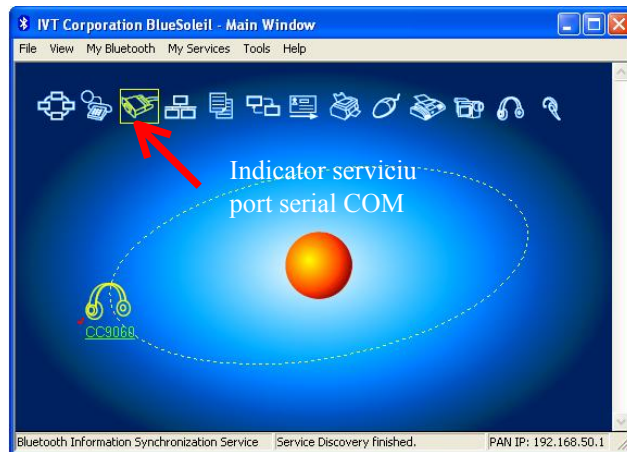 IVT Corporation BlueSoleil - Main Window
File View My Bluetooth My Services Tools Help
Indicator serviciu
port serial COM
CC9060
Bluetooth Information Synchronization Service Service Discovery finished. PAN IP: 192.168.50.1